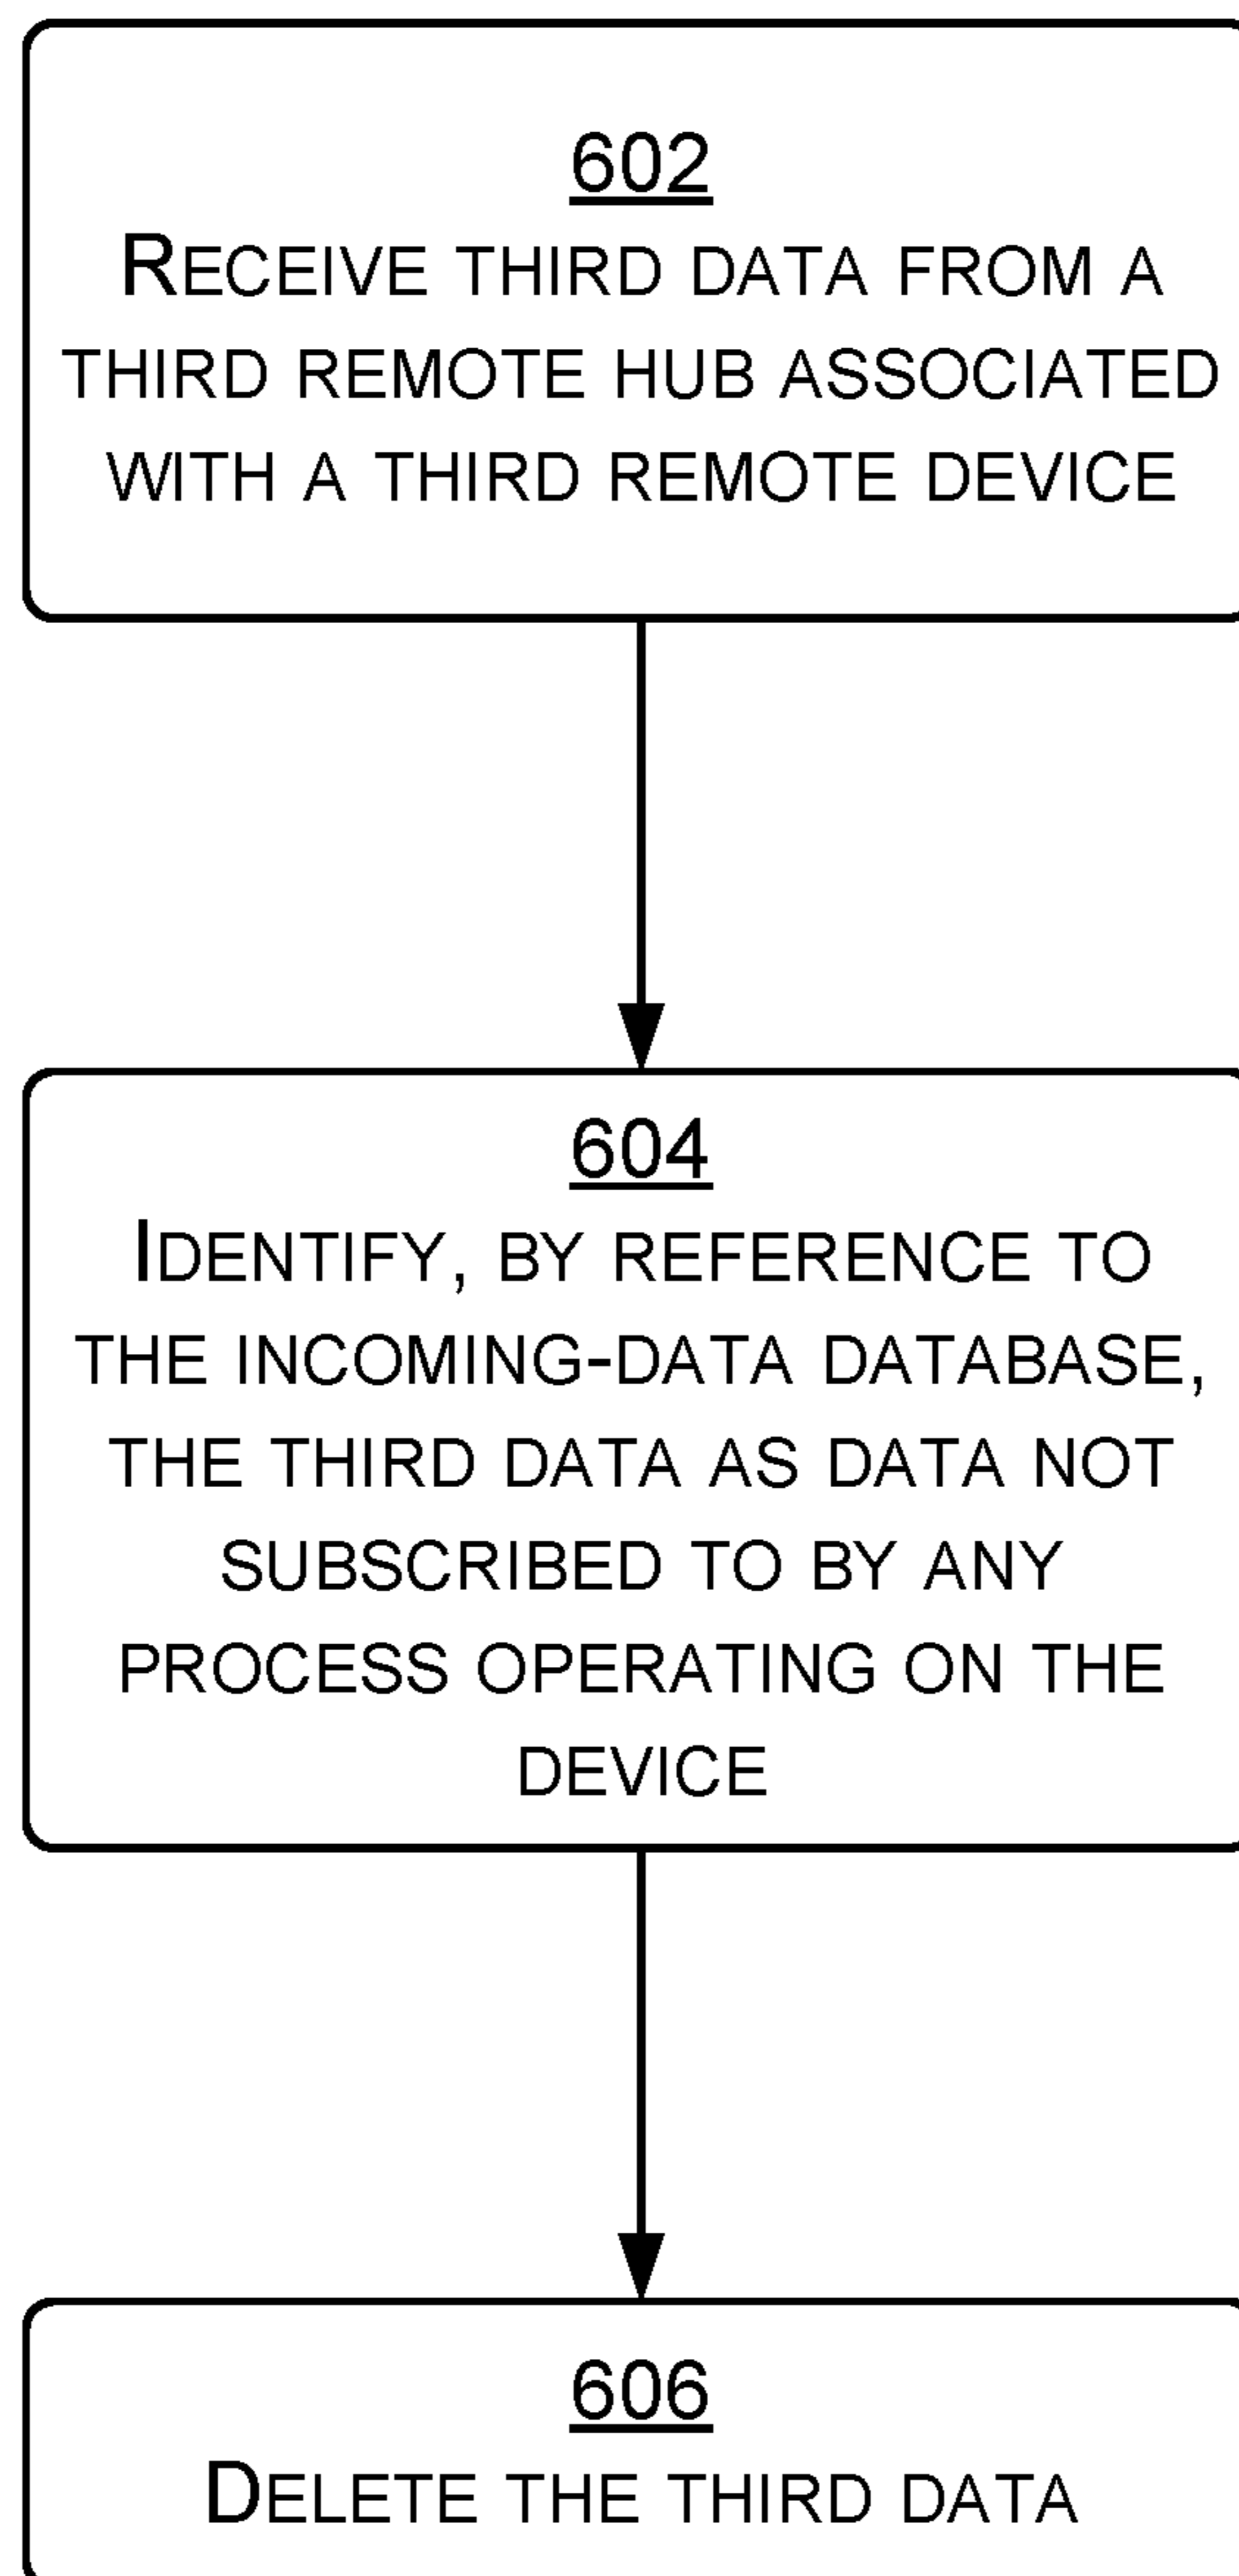 602
RECEIVE THIRD DATA FROM A
THIRD REMOTE HUB ASSOCIATED
WITH A THIRD REMOTE DEVICE
604
IDENTIFY, BY REFERENCE TO
THE INCOMING-DATA DATABASE,
THE THIRD DATA AS DATA NOT
SUBSCRIBED TO BY ANY
PROCESS OPERATING ON THE
DEVICE
606
DELETE THE THIRD DATA